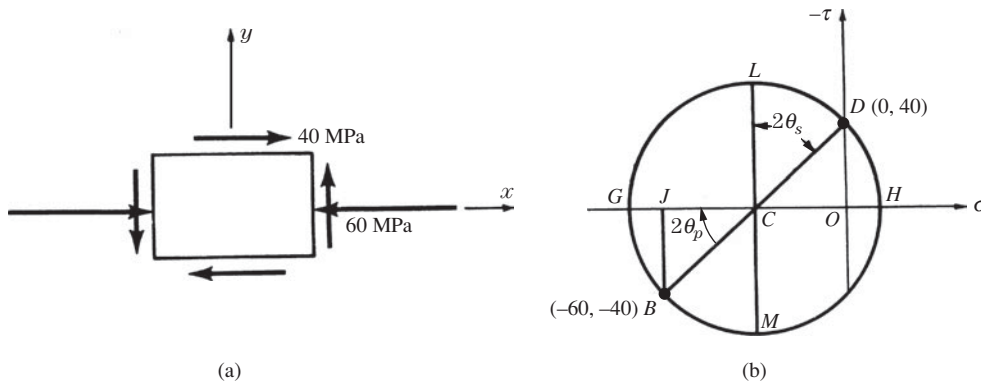 y
40 MPa
x
60 MPa
(a)
–τ
L
D (0, 40)
2θₛ
G
J
C
O
H
σ
2θₚ
(–60, –40) B
M
(b)